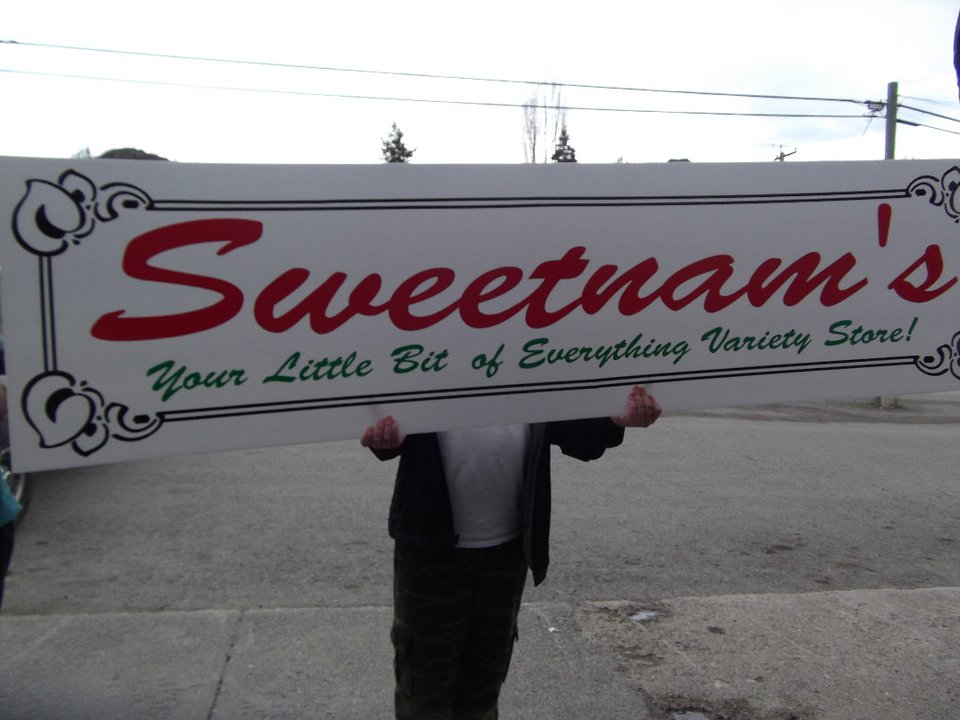 Sweetnam's
Your Little Bit of Everything Variety Store!